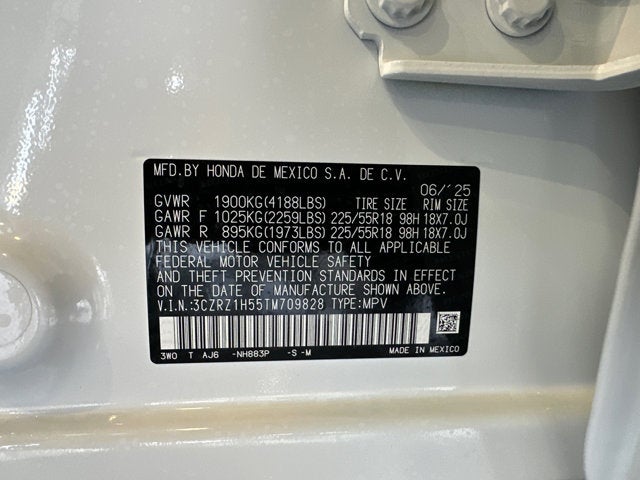 MFD.BY HONDA DE MEXICO S.A. DE C.V.
06/'25
GVWR 1900KG(4188LBS) TIRE SIZE RIM SIZE
GAWR F 1025KG(2259LBS) 225/55R18 98H 18X7.0J
GAWR R 895KG(1973LBS) 225/55R18 98H 18X7.0J
THIS VEHICLE CONFORMS TO ALL APPLICABLE
FEDERAL MOTOR VEHICLE SAFETY
AND THEFT PREVENTION STANDARDS IN EFFECT
ON THE DATE OF MANUFACTURE SHOWN ABOVE.
V.I.N.:3CZRZ1H55TM709828 TYPE:MPV
3W0 T AJ6 -NH883P -S -M MADE IN MEXICO